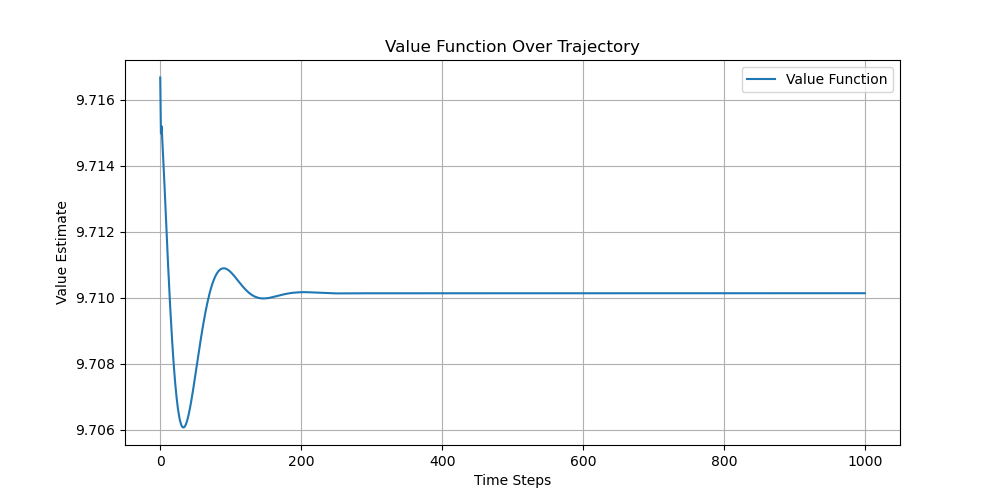 Value Function Over Trajectory
Value Function
9.716
9.714
9.712
9.710
9.708
9.706
Value Estimate
0 200 400 600 800 1000
Time Steps